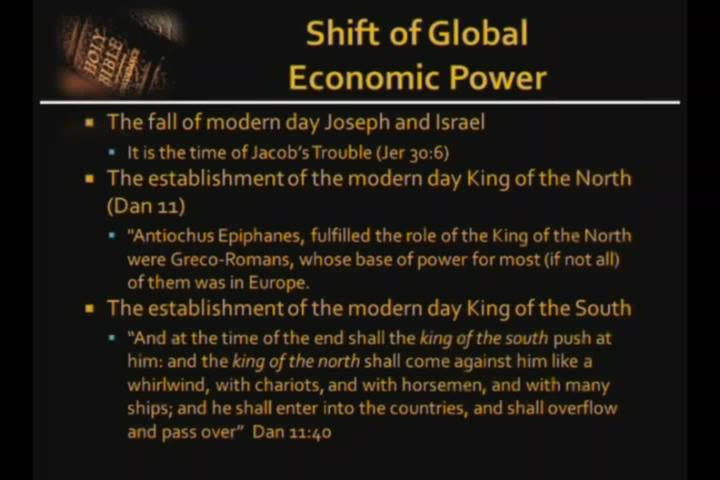 HOLY
BIBLE
Shift of Global
Economic Power
The fall of modern day Joseph and Israel
It is the time of Jacob's Trouble (Jer 30:6)
The establishment of the modern day King of the North
(Dan 11)
"Antiochus Epiphanes, fulfilled the role of the King of the North
were Greco-Romans, whose base of power for most (if not all)
of them was in Europe.
The establishment of the modern day King of the South
"And at the time of the end shall the king of the south push at
him: and the king of the north shall come against him like a
whirlwind, with chariots, and with horsemen, and with many
ships; and he shall enter into the countries, and shall overflow
and pass over" Dan 11:40